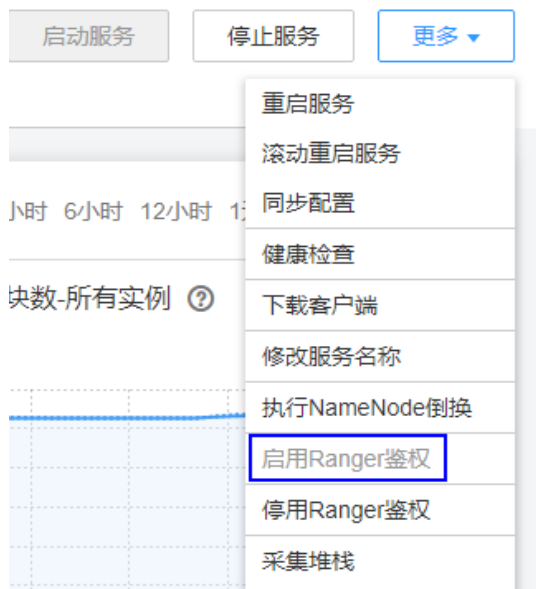 启动服务 停止服务 更多
重启服务
滚动重启服务
小时 6小时 12小时 1
同步配置
健康检查
块数-所有实例
下载客户端
修改服务名称
执行NameNode倒换
启用Ranger鉴权
停用Ranger鉴权
采集堆栈